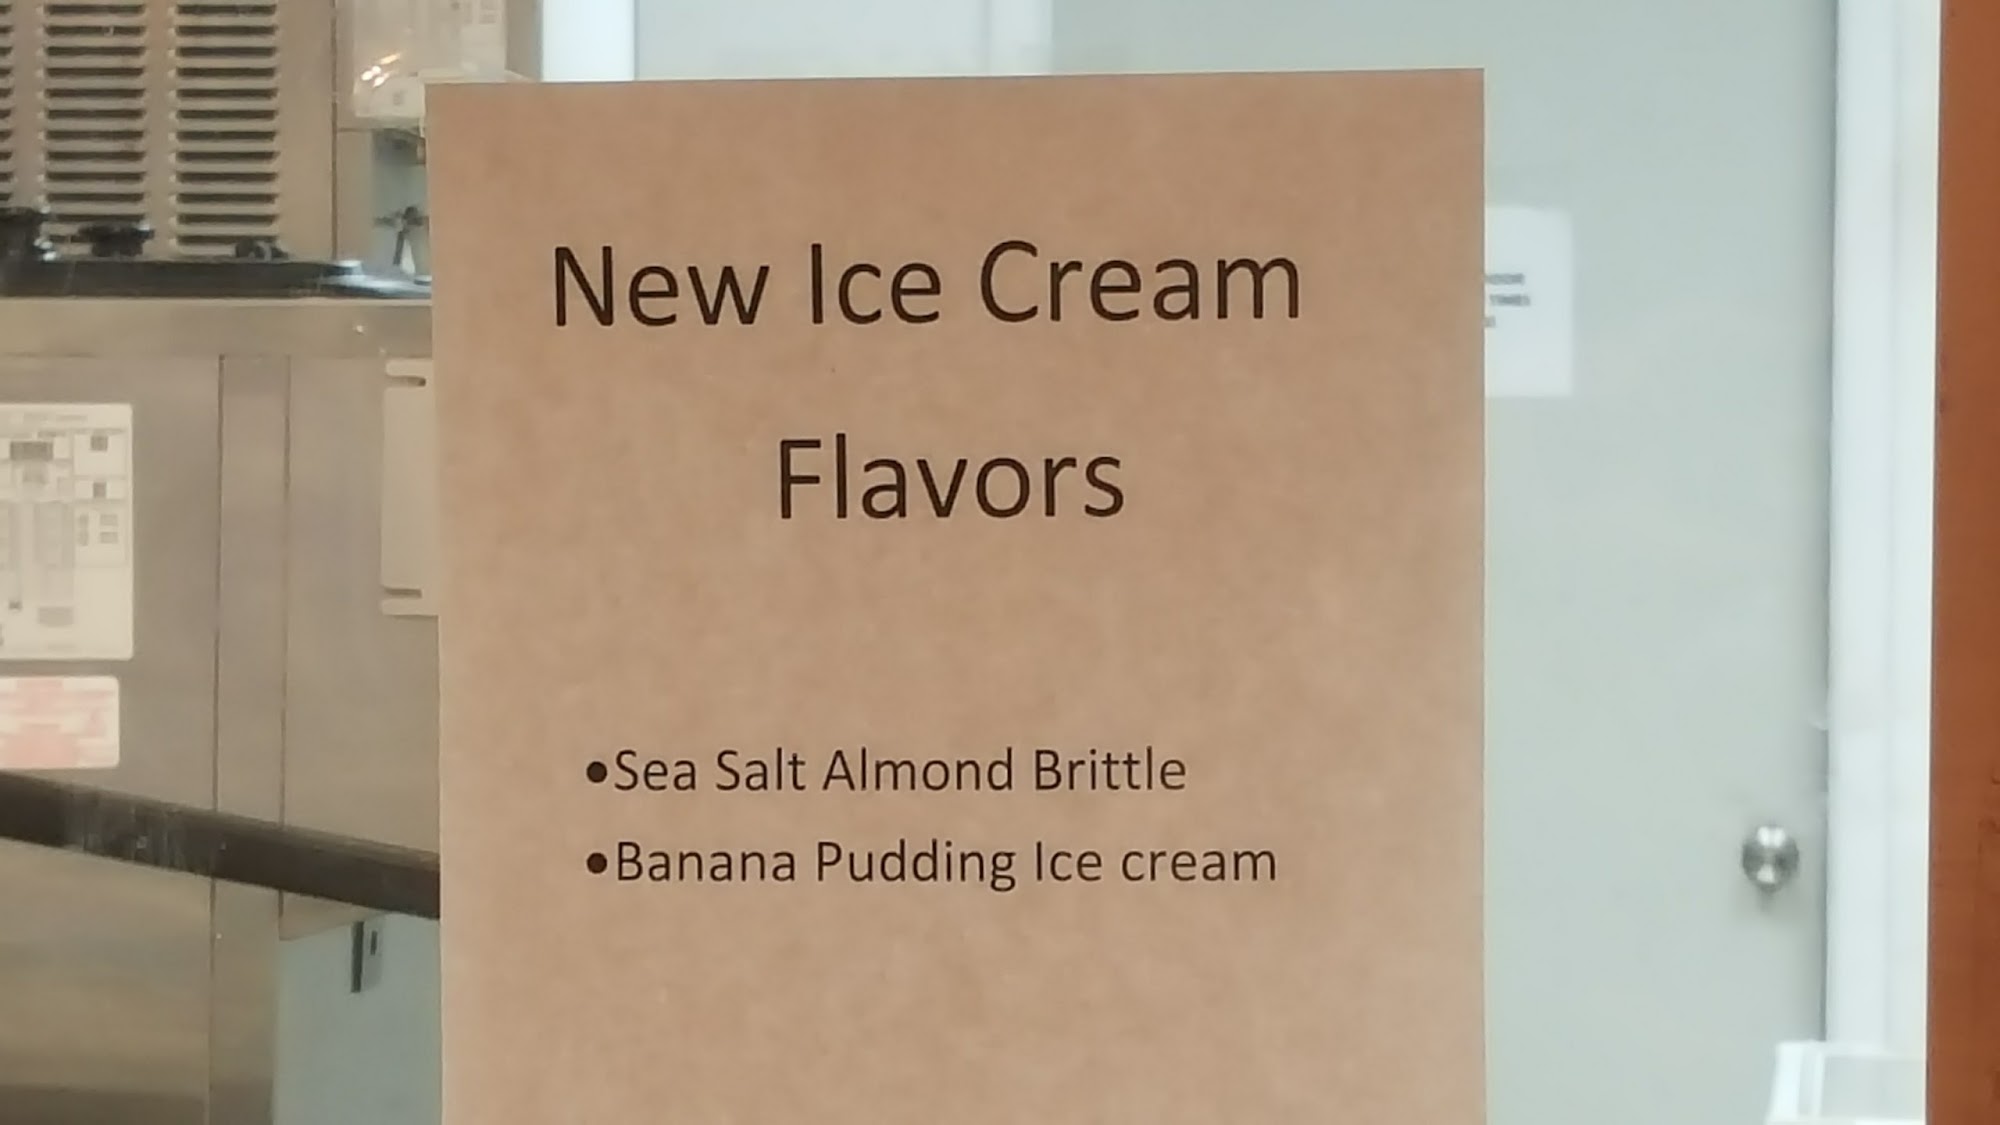 New Ice Cream
Flavors
•Sea Salt Almond Brittle
•Banana Pudding Ice cream